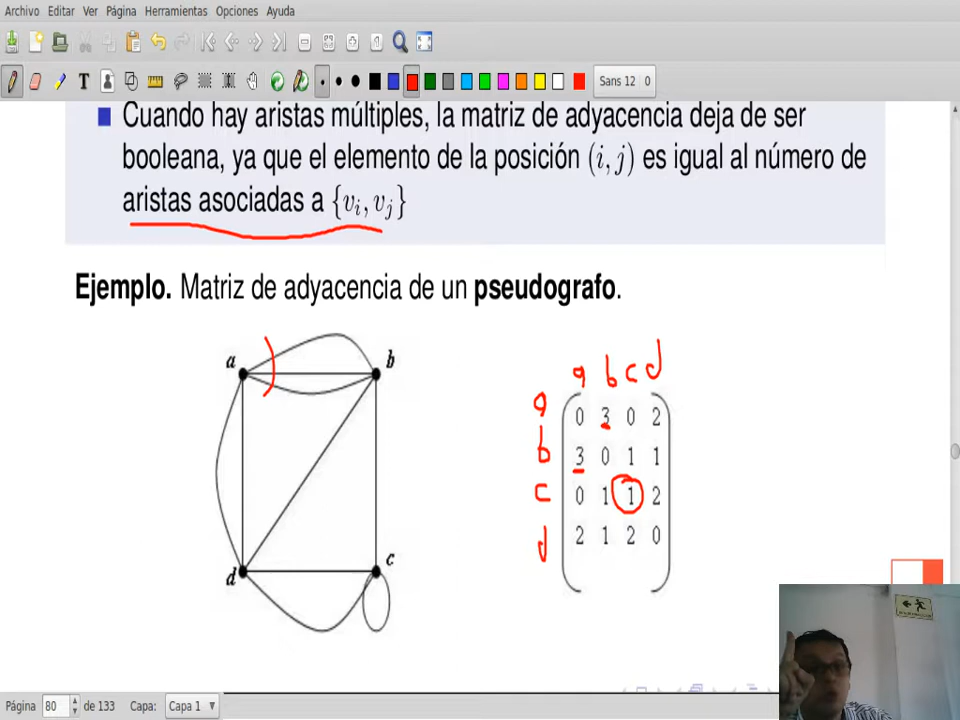 Archivo Editar Ver Página Herramientas Opciones Ayuda
T Sans 12
Cuando hay aristas múltiples, la matriz de adyacencia deja de ser
booleana, ya que el elemento de la posición (i, j) es igual al número de
aristas asociadas a {v_i, v_j}
Ejemplo. Matriz de adyacencia de un pseudografo.
a b
d c
a b c d
a 0 3 0 2
b 3 0 1 1
c 0 1 1 2
d 2 1 2 0
Página 80 de 133 Capa: Capa 1